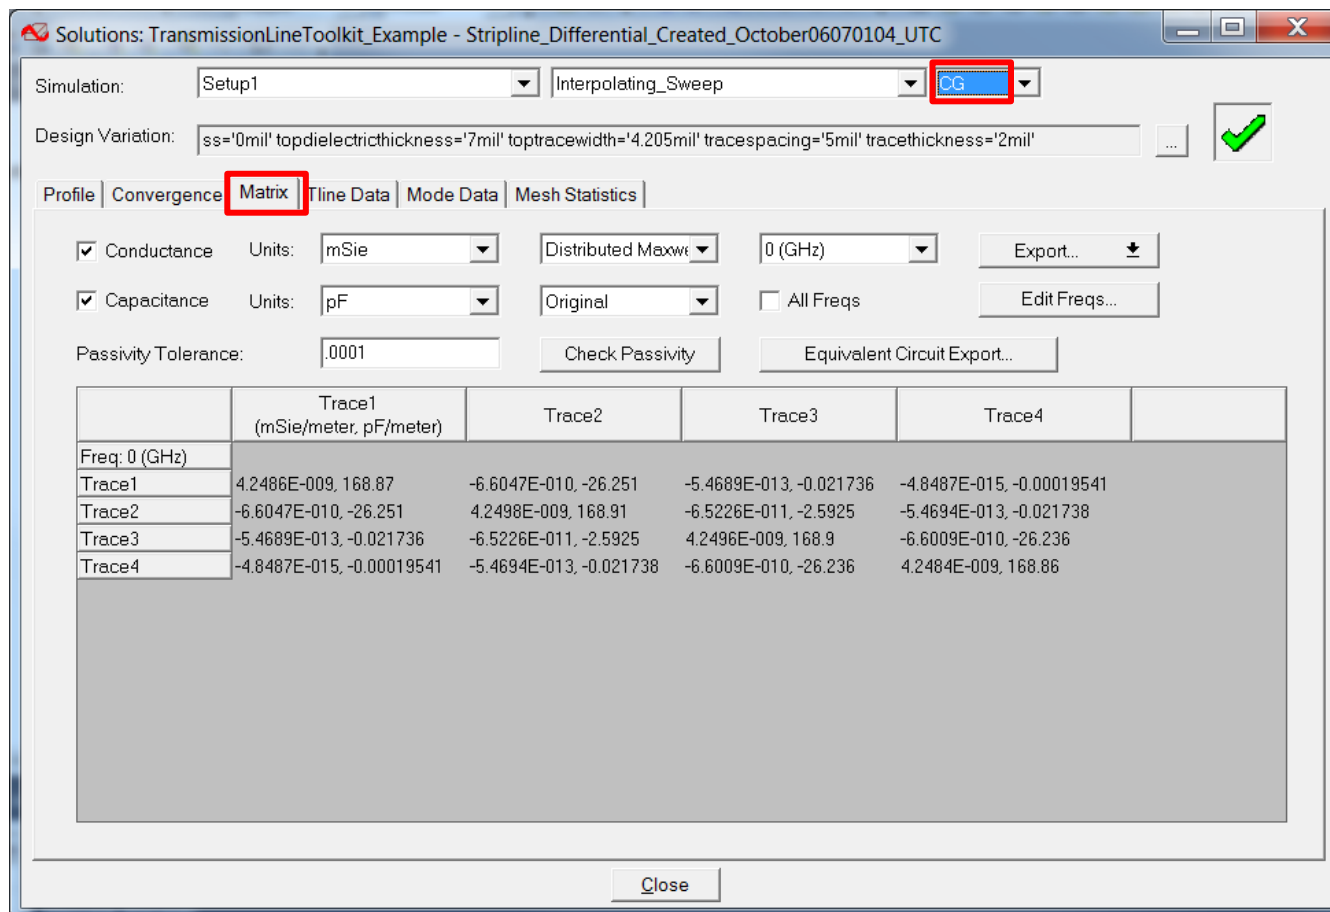 Solutions: TransmissionLineToolkit_Example - Stripline_Differential_Created_October06070104_UTC
Simulation: Setup1 Interpolating_Sweep CG
Design Variation: ss='0mil' topdielectricthickness='7mil' toptracewidth='4.205mil' tracespacing='5mil' tracethickness='2mil' ...
Profile Convergence Matrix Tline Data Mode Data Mesh Statistics
Conductance Units: mSie Distributed Maxwe 0 (GHz) Export...
Capacitance Units: pF Original All Freqs Edit Freqs...
Passivity Tolerance: .0001 Check Passivity Equivalent Circuit Export...
Trace1
(mSie/meter, pF/meter) Trace2 Trace3 Trace4
Freq: 0 (GHz)
Trace1 4.2486E-009, 168.87 -6.6047E-010, -26.251 -5.4689E-013, -0.021736 -4.8487E-015, -0.00019541
Trace2 -6.6047E-010, -26.251 4.2498E-009, 168.91 -6.5226E-011, -2.5925 -5.4694E-013, -0.021738
Trace3 -5.4689E-013, -0.021736 -6.5226E-011, -2.5925 4.2496E-009, 168.9 -6.6009E-010, -26.236
Trace4 -4.8487E-015, -0.00019541 -5.4694E-013, -0.021738 -6.6009E-010, -26.236 4.2484E-009, 168.86
Close